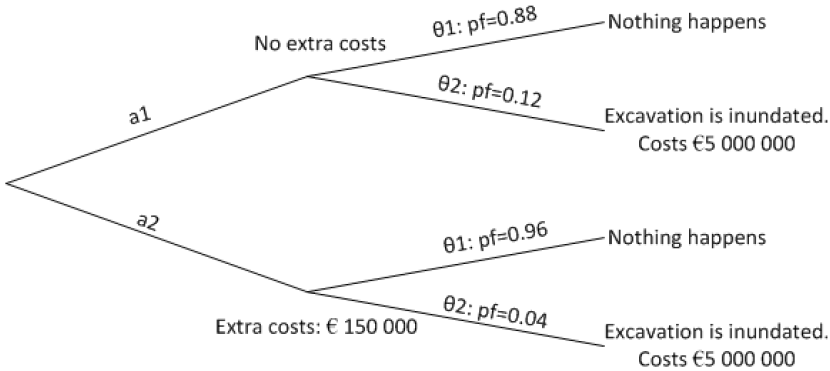 θ1: pf=0.88
Nothing happens
No extra costs
θ2: pf=0.12
Excavation is inundated.
Costs €5 000 000
a1
a2
θ1: pf=0.96
Nothing happens
θ2: pf=0.04
Extra costs: € 150 000
Excavation is inundated.
Costs €5 000 000